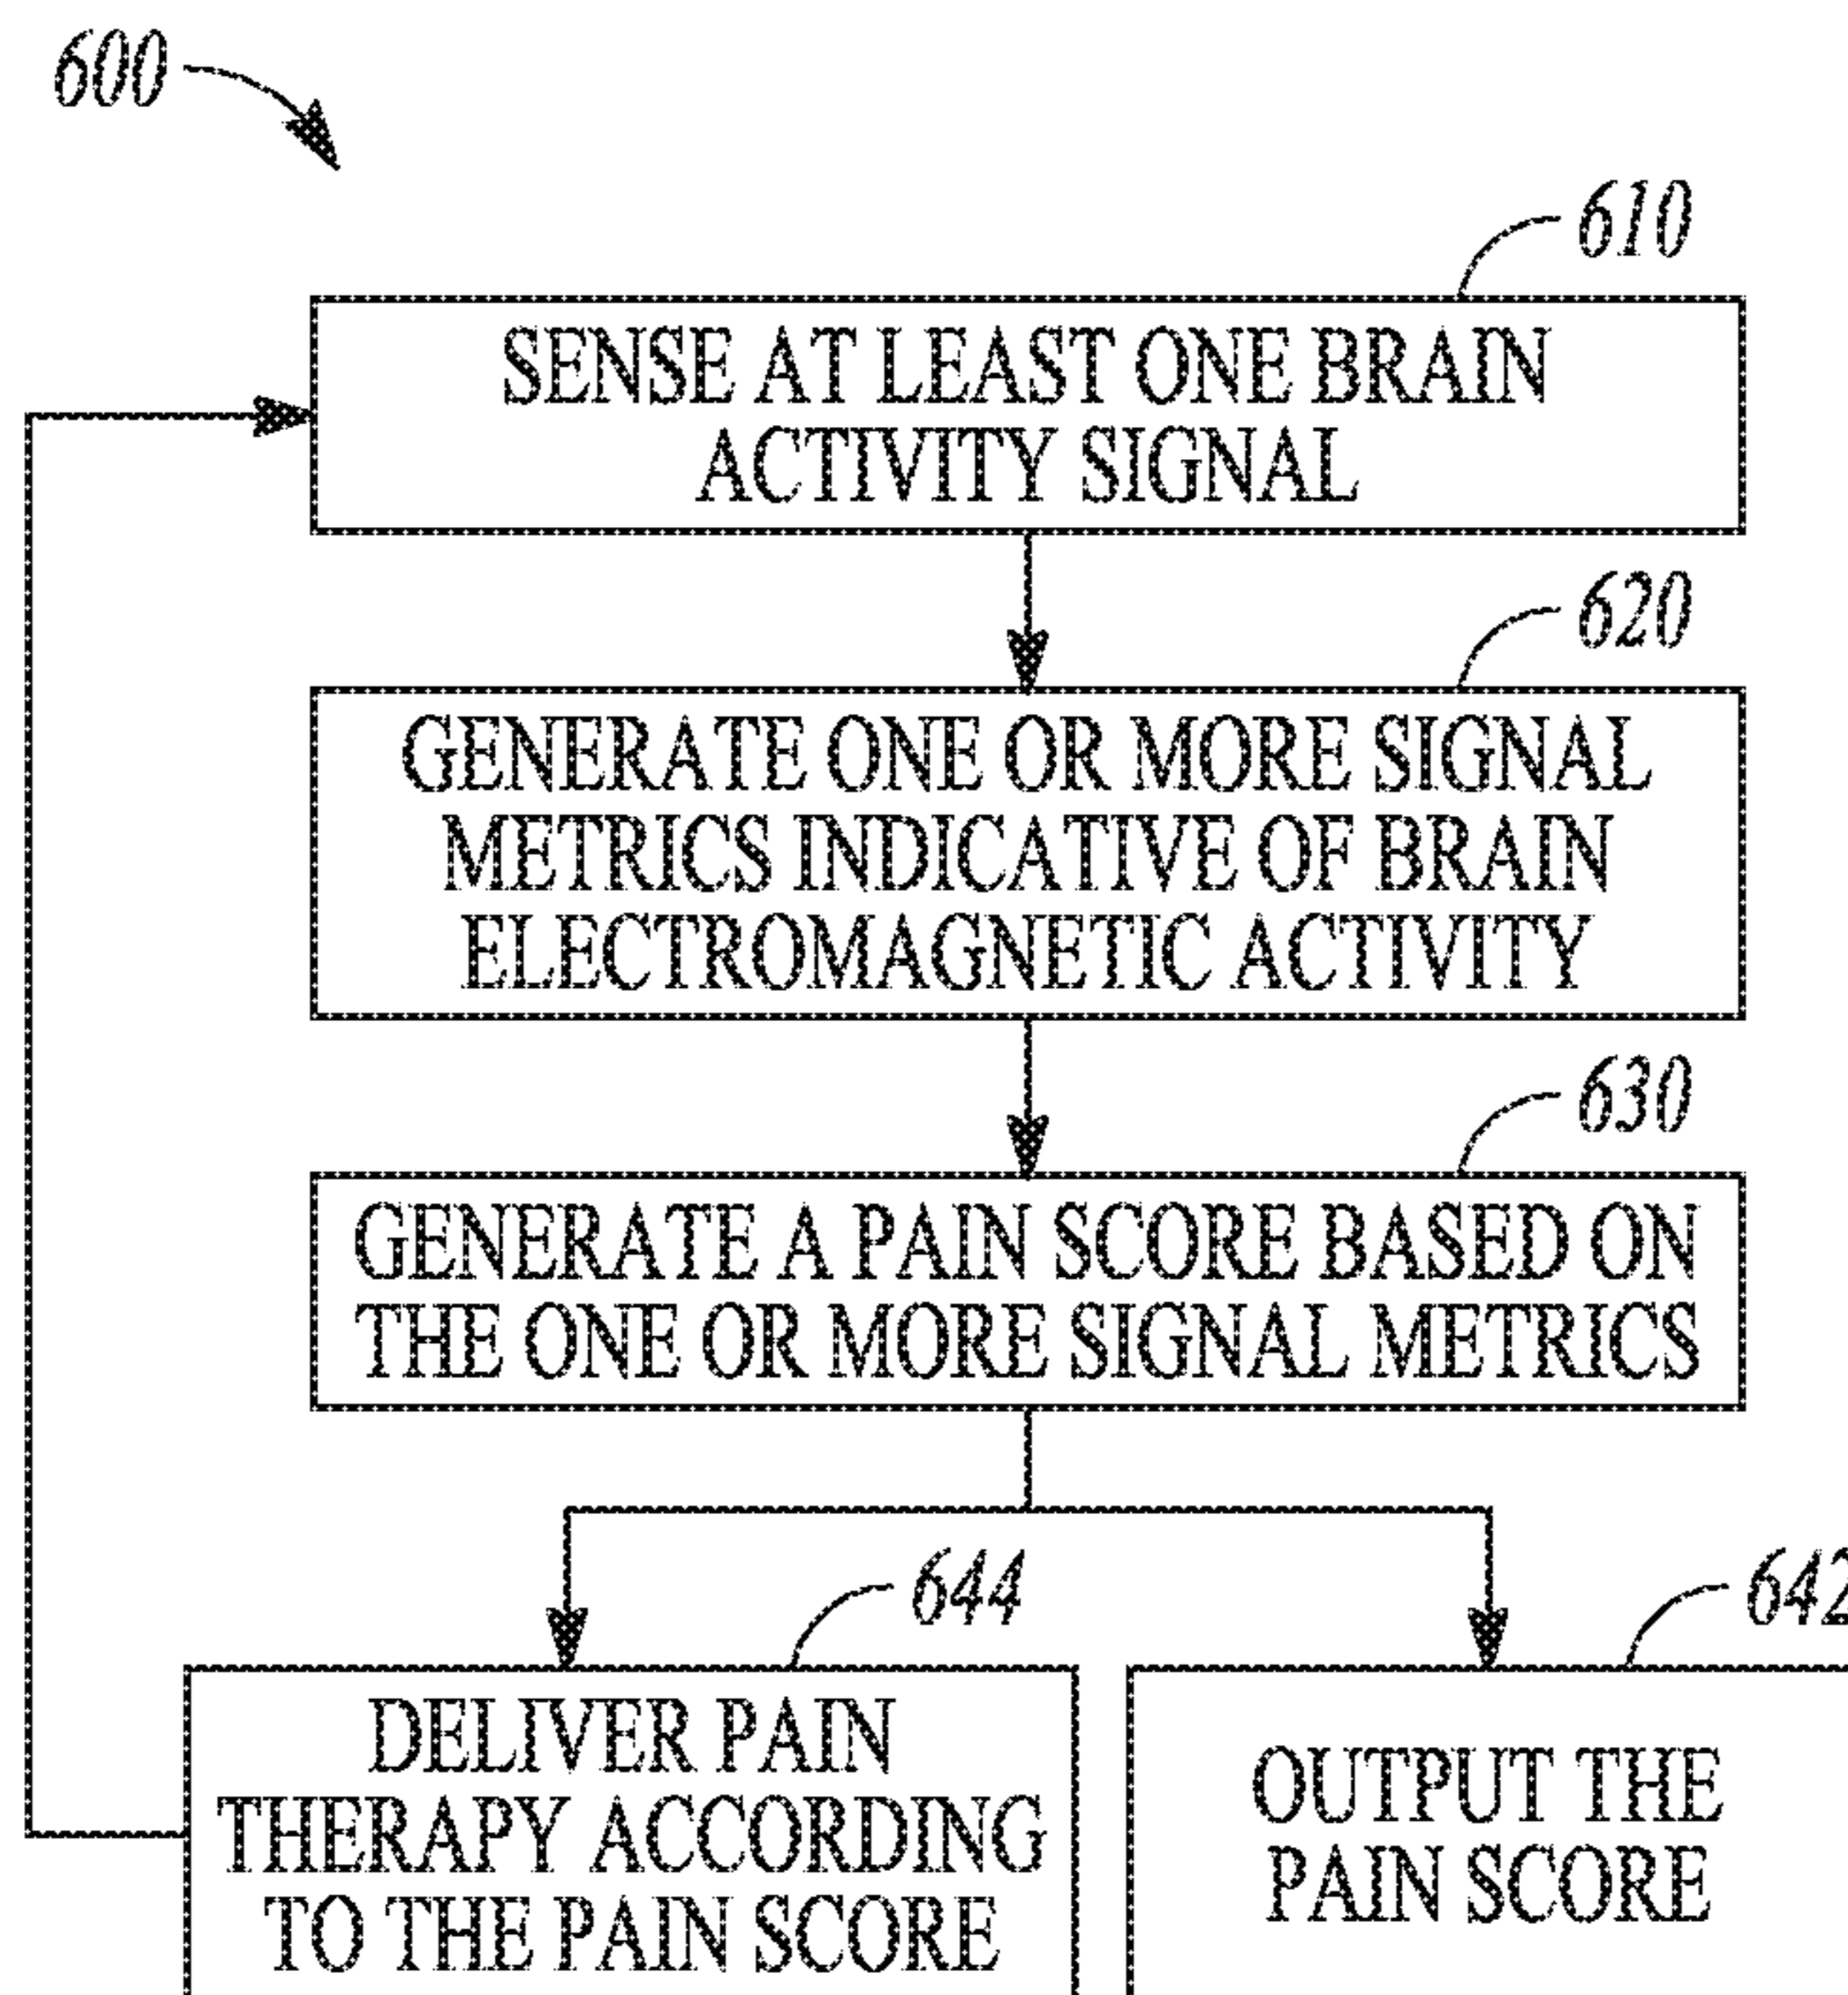 600
610
SENSE AT LEAST ONE BRAIN
ACTIVITY SIGNAL
620
GENERATE ONE OR MORE SIGNAL
METRICS INDICATIVE OF BRAIN
ELECTROMAGNETIC ACTIVITY
630
GENERATE A PAIN SCORE BASED ON
THE ONE OR MORE SIGNAL METRICS
644
DELIVER PAIN
THERAPY ACCORDING
TO THE PAIN SCORE
642
OUTPUT THE
PAIN SCORE